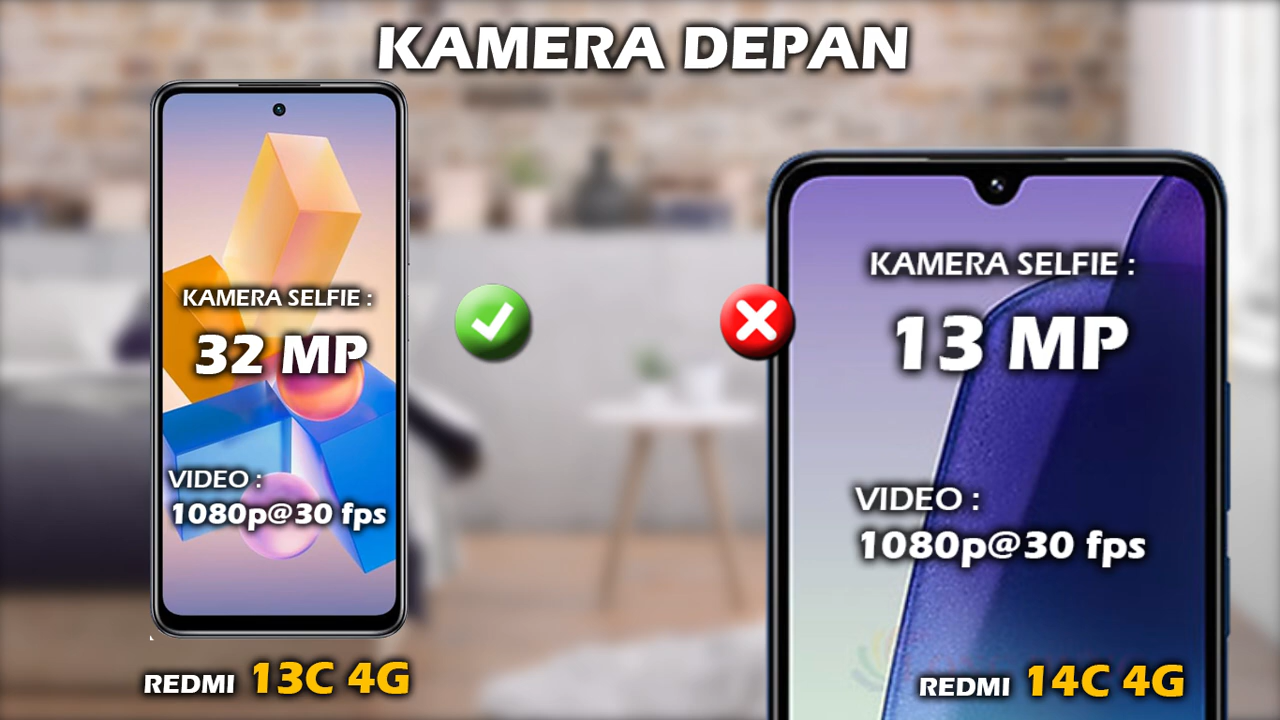 KAMERA DEPAN
KAMERA SELFIE :
32 MP
VIDEO :
1080p@30 fps
REDMI 13C 4G
KAMERA SELFIE :
13 MP
VIDEO :
1080p@30 fps
REDMI 14C 4G